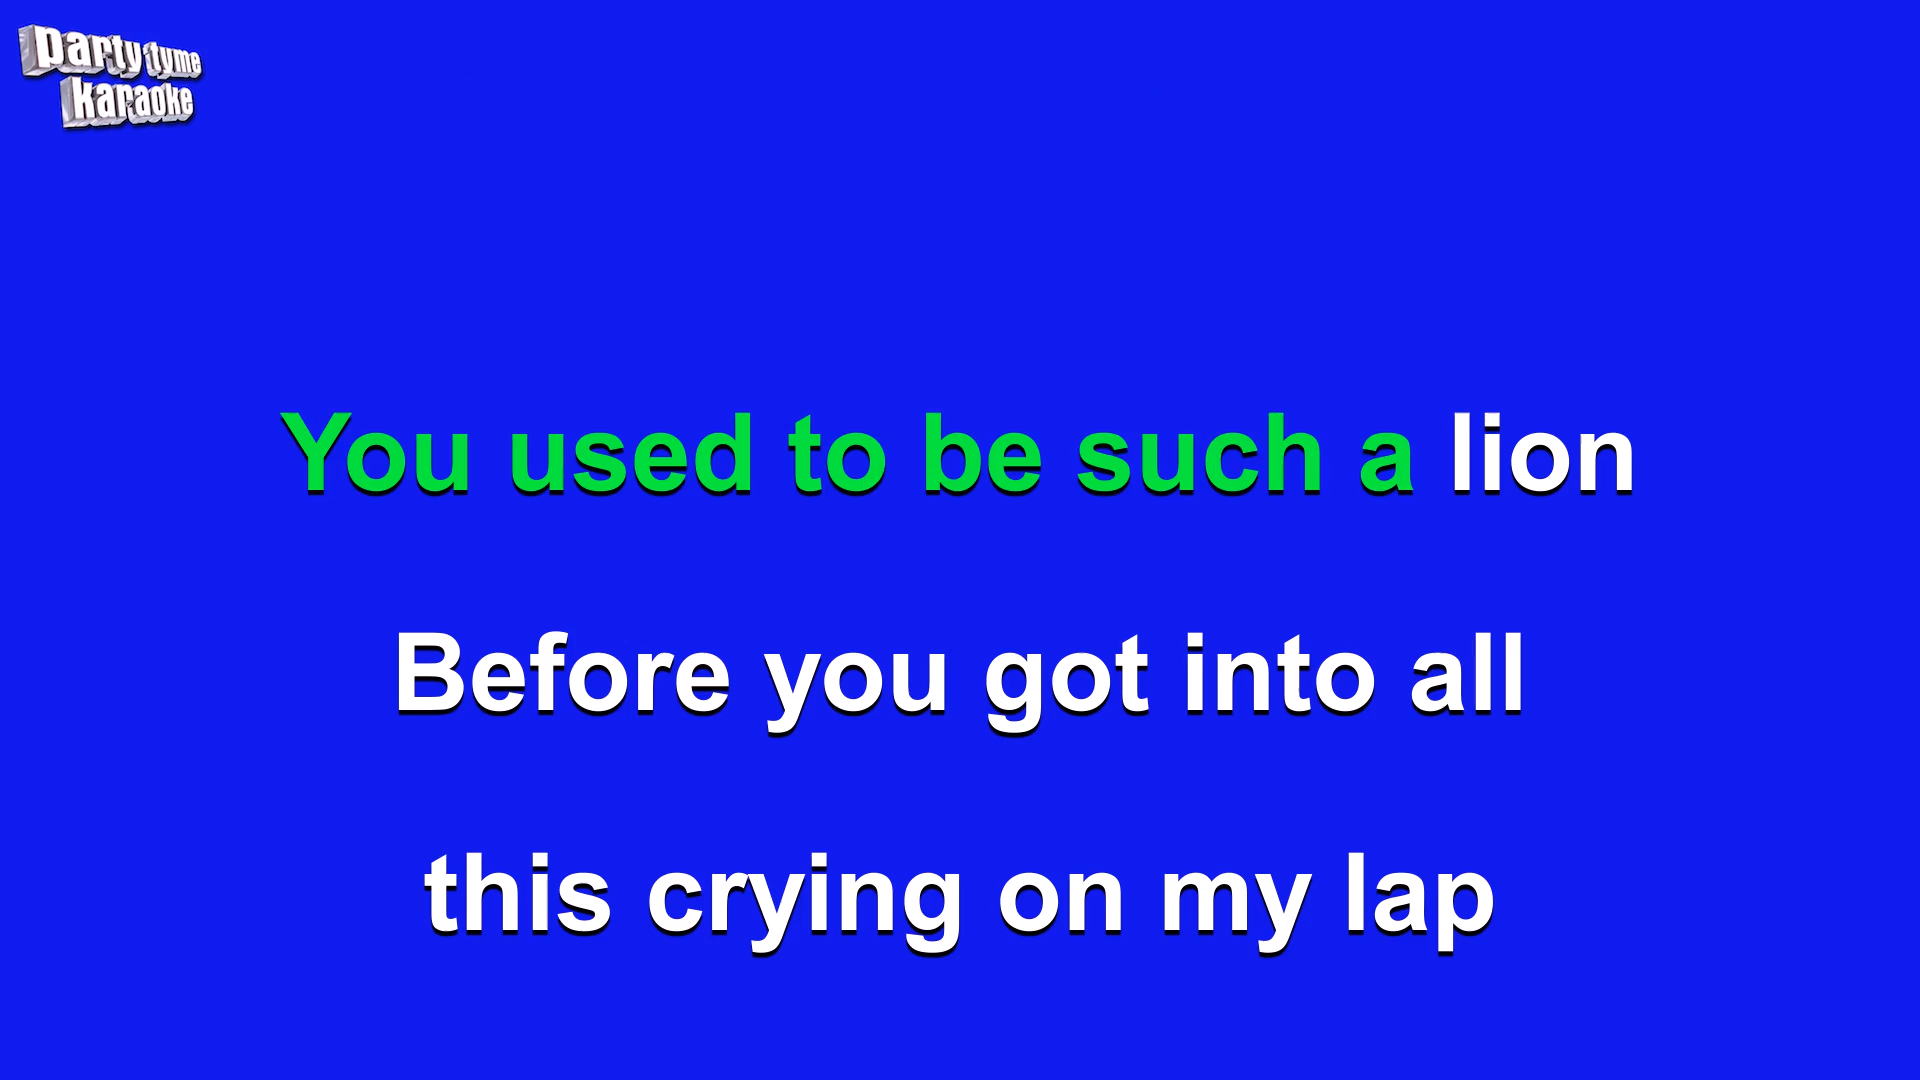 party tyme
karaoke
You used to be such a lion
Before you got into all
this crying on my lap